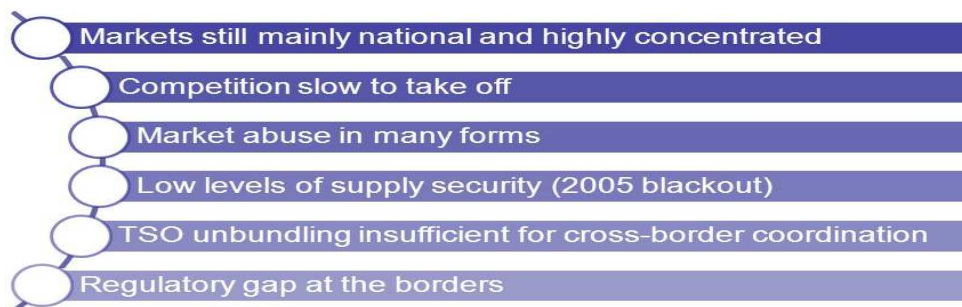 Markets still mainly national and highly concentrated
Competition slow to take off
Market abuse in many forms
Low levels of supply security (2005 blackout)
TSO unbundling insufficient for cross-border coordination
Regulatory gap at the borders